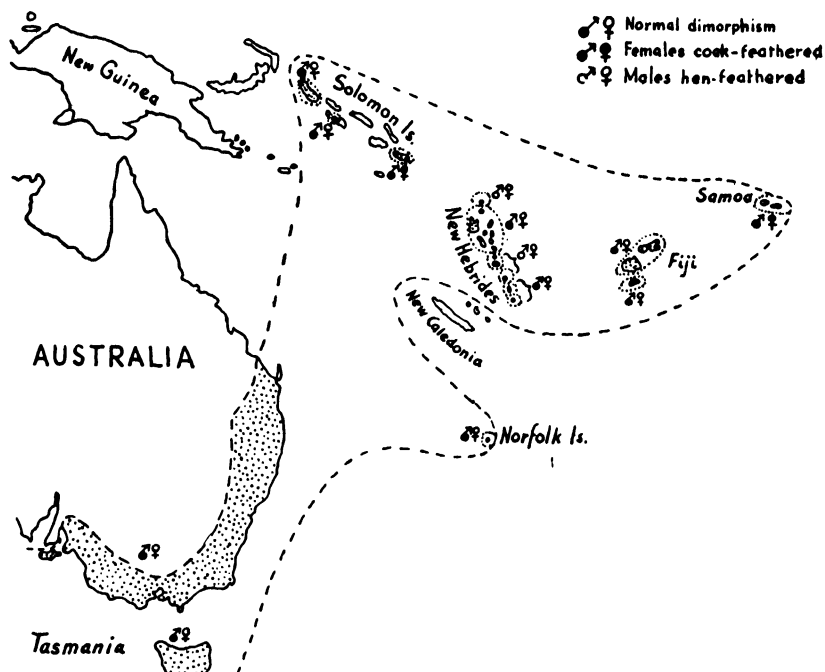 ♂♀ Normal dimorphism
♂♀ Females cock-feathered
♂♀ Males hen-feathered
New Guinea
Solomon Is.
Samoa
New Hebrides
Fiji
New Caledonia
AUSTRALIA
Norfolk Is.
Tasmania